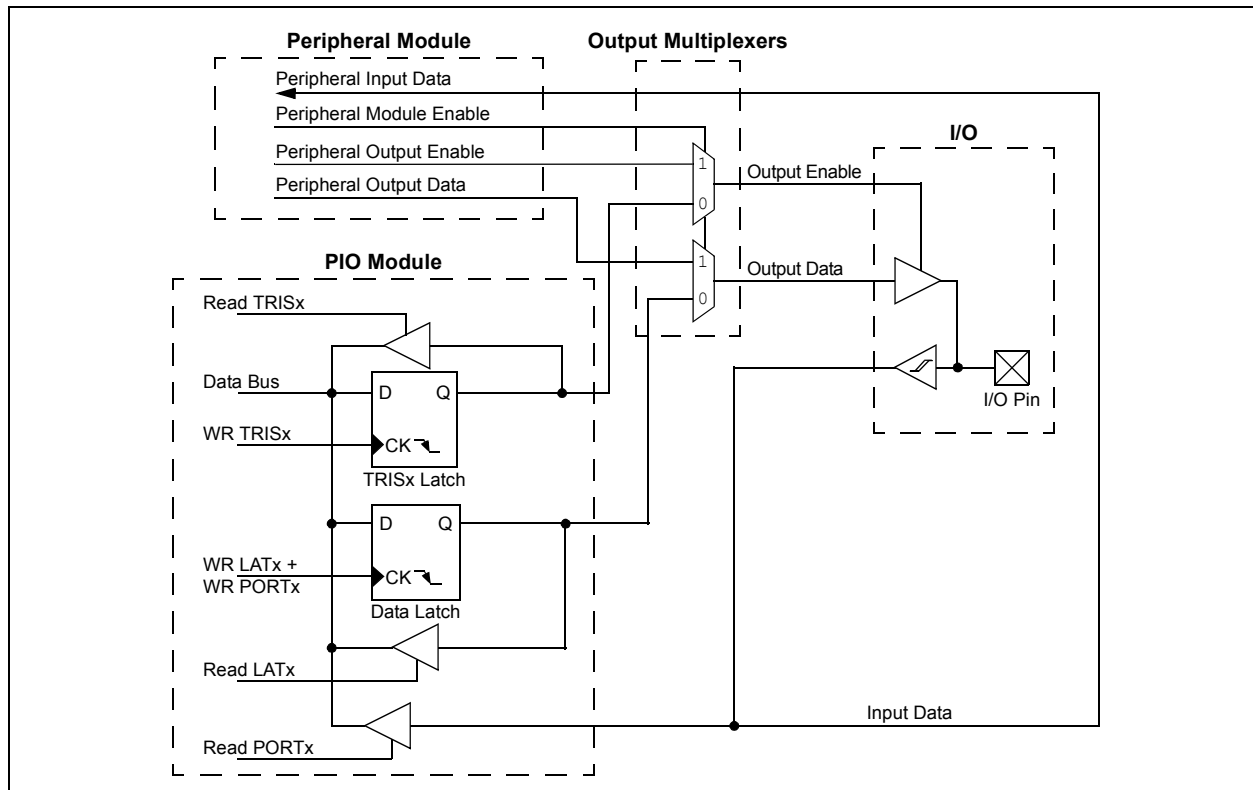 Peripheral Module
Output Multiplexers
Peripheral Input Data
Peripheral Module Enable
Peripheral Output Enable
Peripheral Output Data
1
0
Output Enable
I/O
1
0
Output Data
I/O Pin
PIO Module
Read TRISx
Data Bus
D Q
WR TRISx
CK
TRISx Latch
D Q
WR LATx +
WR PORTx
CK
Data Latch
Read LATx
Input Data
Read PORTx